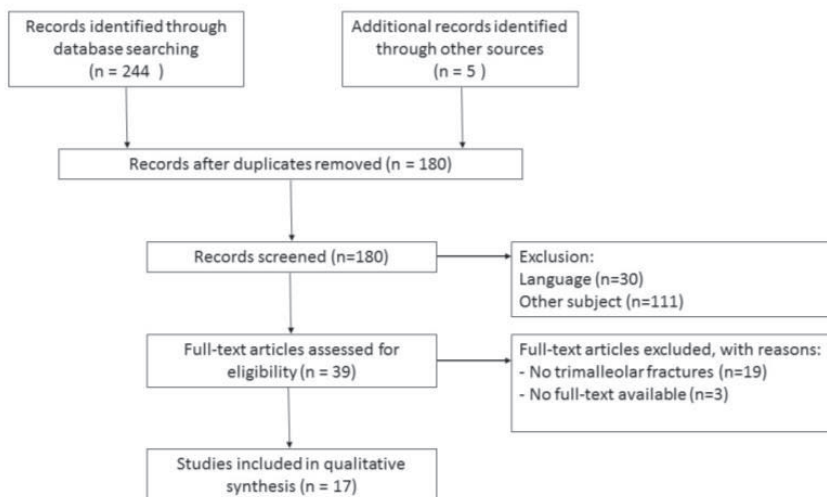 Records identified through
database searching
(n = 244  )
Additional records identified
through other sources
(n = 5  )
Records after duplicates removed (n = 180)
Records screened (n=180)
Exclusion:
Language (n=30)
Other subject (n=111)
Full-text articles assessed for
eligibility (n = 39)
Full-text articles excluded, with reasons:
- No trimalleolar fractures (n=19)
- No full-text available (n=3)
Studies included in qualitative
synthesis (n = 17)